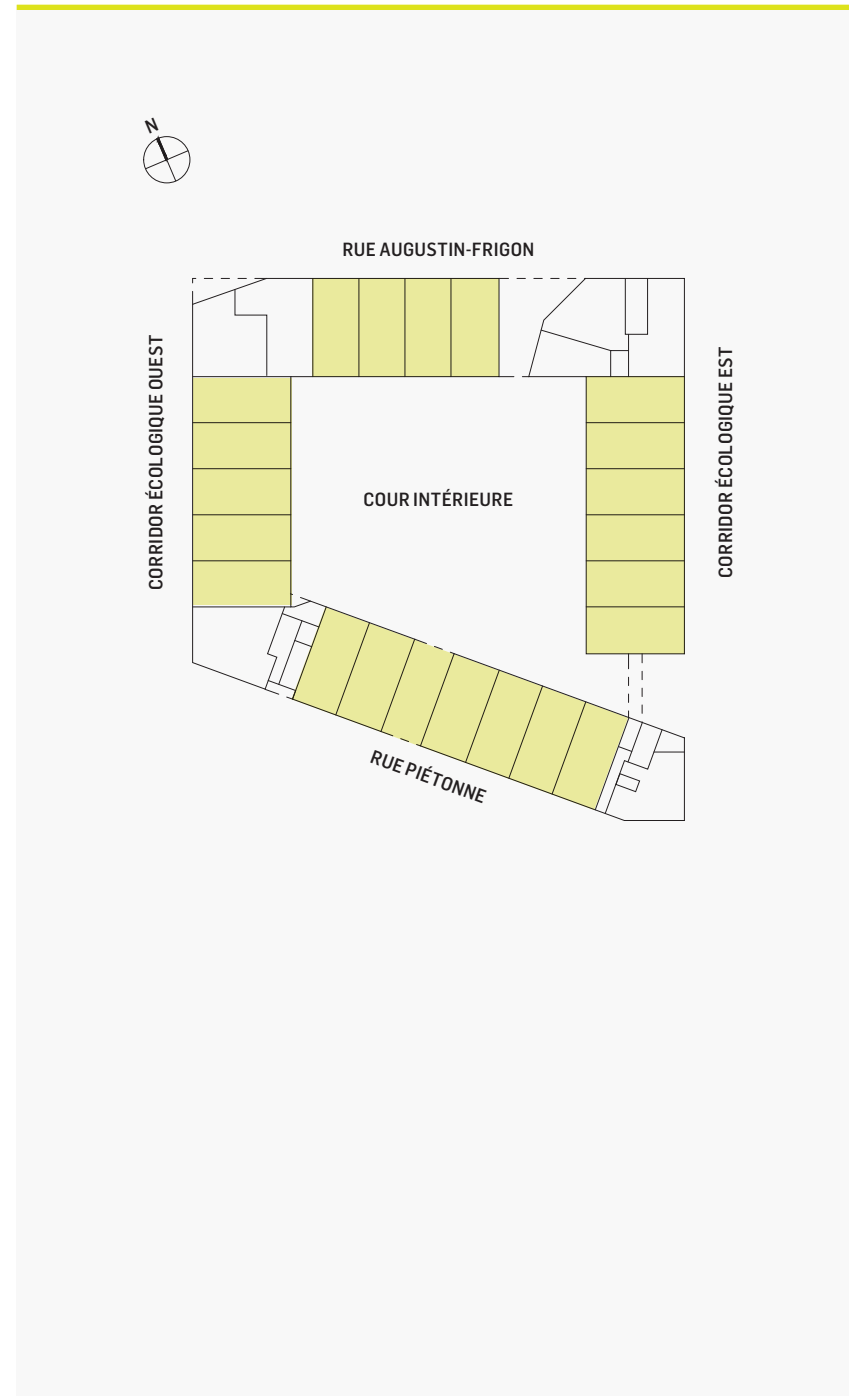 N
RUE AUGUSTIN-FRIGON
CORRIDOR ÉCOLOGIQUE OUEST
CORRIDOR ÉCOLOGIQUE EST
COUR INTÉRIEURE
RUE PIÉTONNE